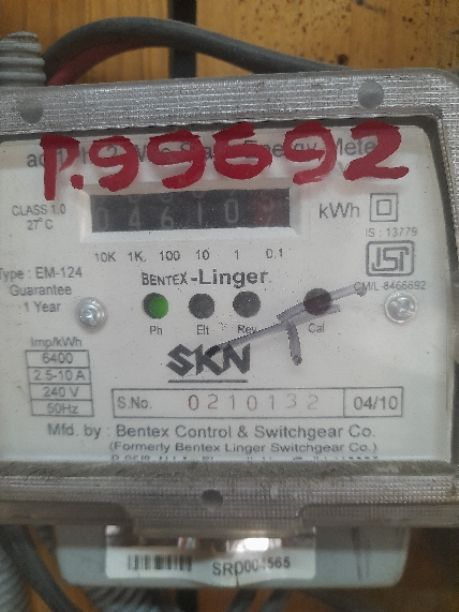 P.99692
CLASS 1.0
27°C
kWh
IS : 13779
10K 1K 100 10 1 0.1
BENTEX-Linger
CM/L-8466692
Type : EM-124
Guarantee
1 Year
Ph Elt Rev Cal
SKN
Imp/kWh
6400
2.5-10 A
240 V
50Hz
S.No. 0210132 04/10
Mfd. by : Bentex Control & Switchgear Co.
(Formerly Bentex Linger Switchgear Co.)
SRD004565